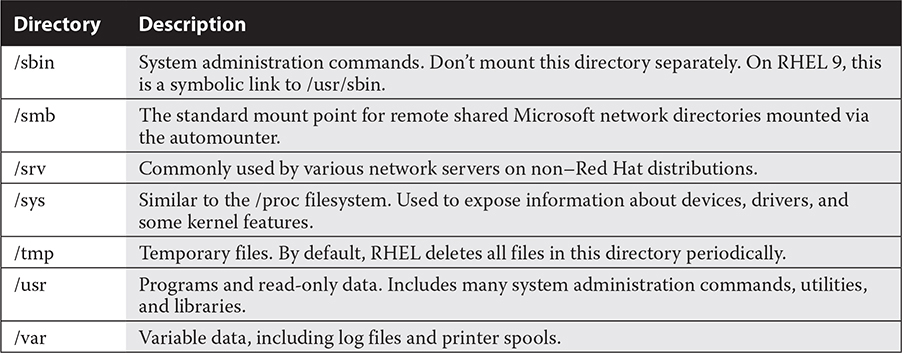 Directory Description
/sbin System administration commands. Don’t mount this directory separately. On RHEL 9, this
is a symbolic link to /usr/sbin.
/smb The standard mount point for remote shared Microsoft network directories mounted via
the automounter.
/srv Commonly used by various network servers on non–Red Hat distributions.
/sys Similar to the /proc filesystem. Used to expose information about devices, drivers, and
some kernel features.
/tmp Temporary files. By default, RHEL deletes all files in this directory periodically.
/usr Programs and read-only data. Includes many system administration commands, utilities,
and libraries.
/var Variable data, including log files and printer spools.